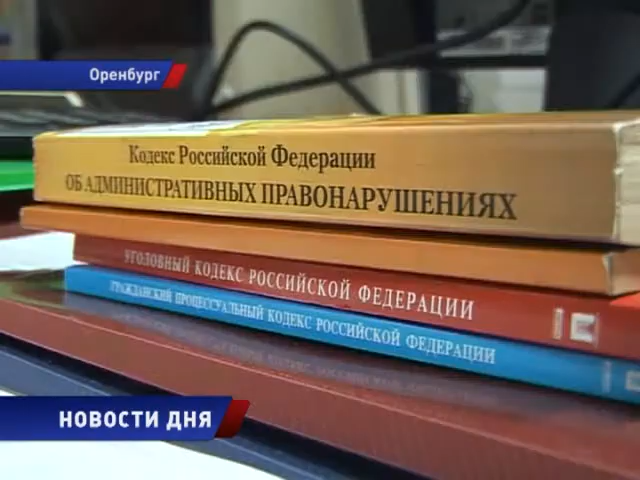 Оренбург
Кодекс Российской Федерации
ОБ АДМИНИСТРАТИВНЫХ ПРАВОНАРУШЕНИЯХ
УГОЛОВНЫЙ КОДЕКС РОССИЙСКОЙ ФЕДЕРАЦИИ
ГРАЖДАНСКИЙ ПРОЦЕССУАЛЬНЫЙ КОДЕКС РОССИЙСКОЙ ФЕДЕРАЦИИ
НОВОСТИ ДНЯ